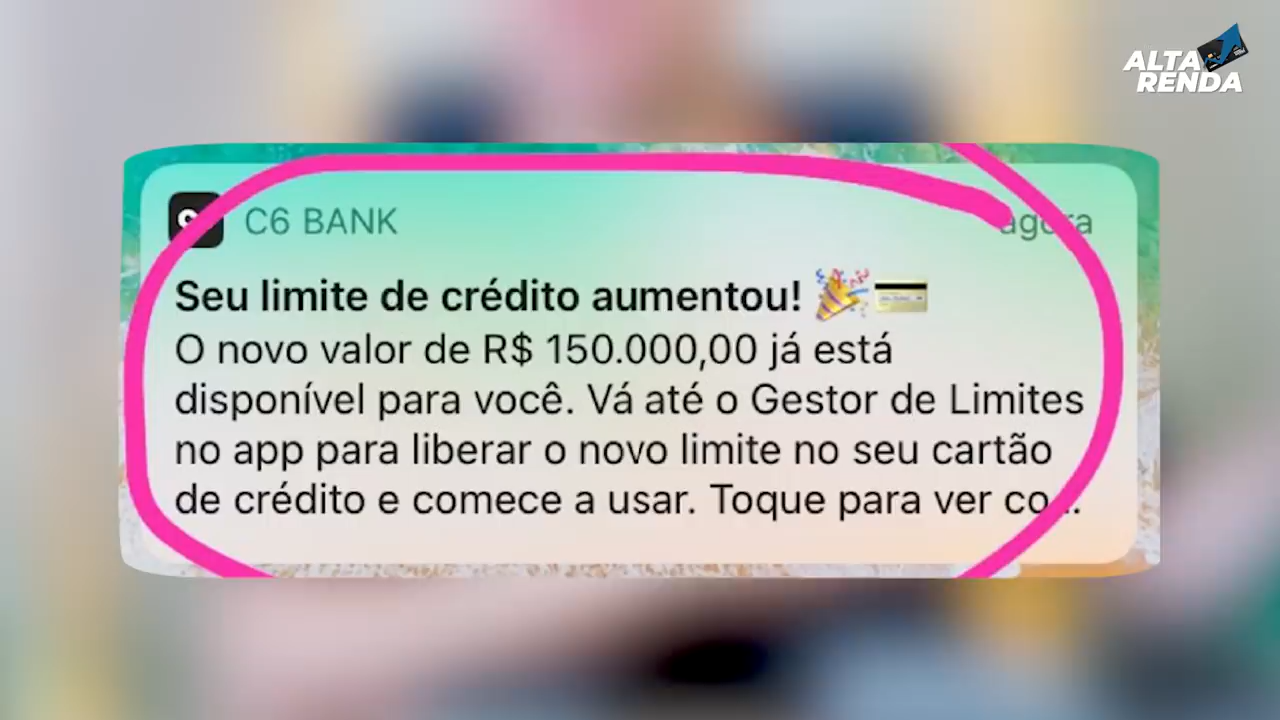 ALTA
RENDA
C6 BANK
agora
Seu limite de crédito aumentou! 🎉💳
O novo valor de R$ 150.000,00 já está
disponível para você. Vá até o Gestor de Limites
no app para liberar o novo limite no seu cartão
de crédito e comece a usar. Toque para ver co...